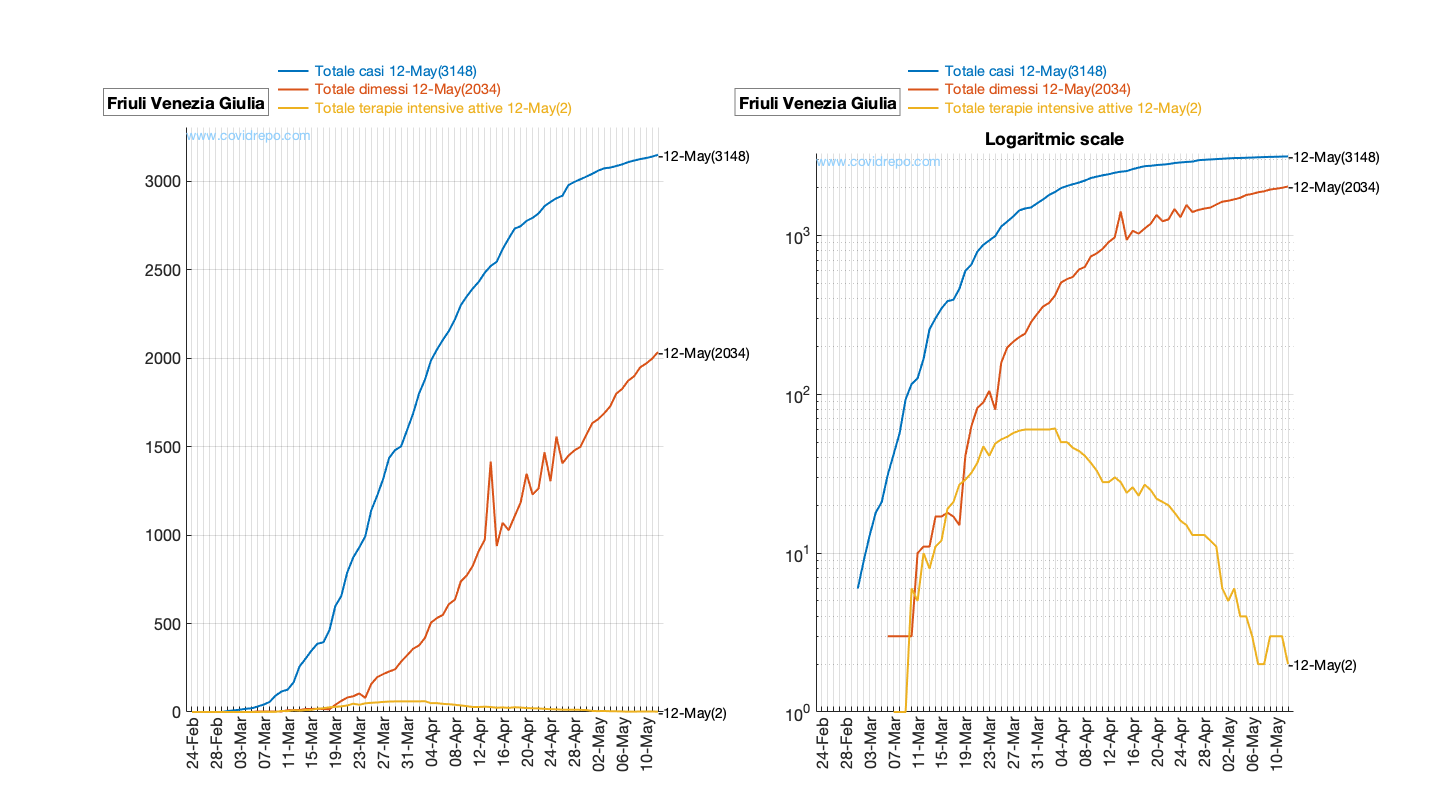 Totale casi 12-May(3148)
Totale dimessi 12-May(2034)
Totale terapie intensive attive 12-May(2)
Friuli Venezia Giulia
www.covidrepo.com
3000
2500
2000
1500
1000
500
0
12-May(3148)
12-May(2034)
12-May(2)
24-Feb
28-Feb
03-Mar
07-Mar
11-Mar
15-Mar
19-Mar
23-Mar
27-Mar
31-Mar
04-Apr
08-Apr
12-Apr
16-Apr
20-Apr
24-Apr
28-Apr
02-May
06-May
10-May
Totale casi 12-May(3148)
Totale dimessi 12-May(2034)
Totale terapie intensive attive 12-May(2)
Friuli Venezia Giulia
Logaritmic scale
www.covidrepo.com
10³
10²
10¹
10⁰
12-May(3148)
12-May(2034)
12-May(2)
24-Feb
28-Feb
03-Mar
07-Mar
11-Mar
15-Mar
19-Mar
23-Mar
27-Mar
31-Mar
04-Apr
08-Apr
12-Apr
16-Apr
20-Apr
24-Apr
28-Apr
02-May
06-May
10-May